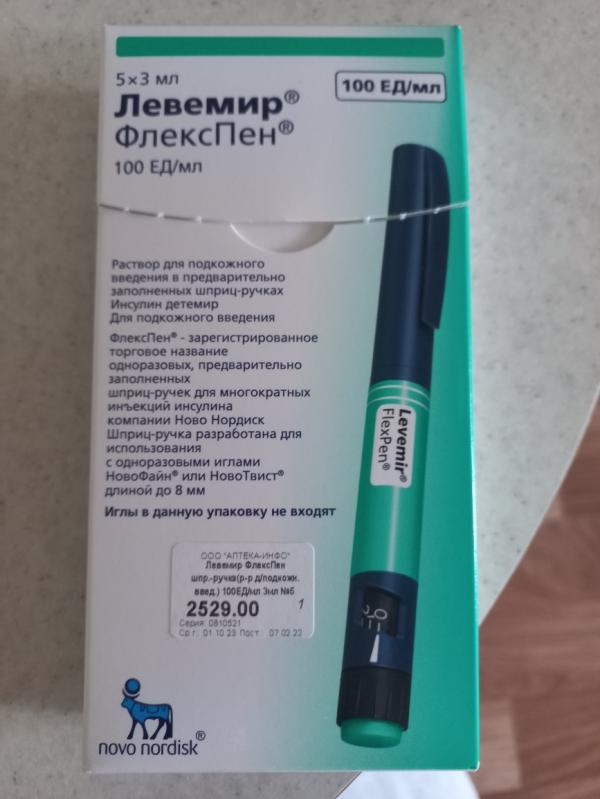 5×3 мл
100 ЕД/мл
Левемир®
ФлексПен®
100 ЕД/мл
Раствор для подкожного
введения в предварительно
заполненных шприц-ручках
Инсулин детемир
Для подкожного введения
ФлексПен® - зарегистрированное
торговое название
одноразовых, предварительно
заполненных
шприц-ручек для многократных
инъекций инсулина
компании Ново Нордиск
Шприц-ручка разработана для
использования
с одноразовыми иглами
НовоФайн® или НовоТвист®
длиной до 8 мм
Иглы в данную упаковку не входят
Levemir®
FlexPen®
ООО "АПТЕКА-ИНФО"
Левемир ФлексПен
шпр.-ручка(р-р д/подкожн.
введ.) 100ЕД/мл 3мл №5
2529.00 1
Серия: 0810521
Ср.г.: 01.10.23 Пост.: 07.02.22
novo nordisk®